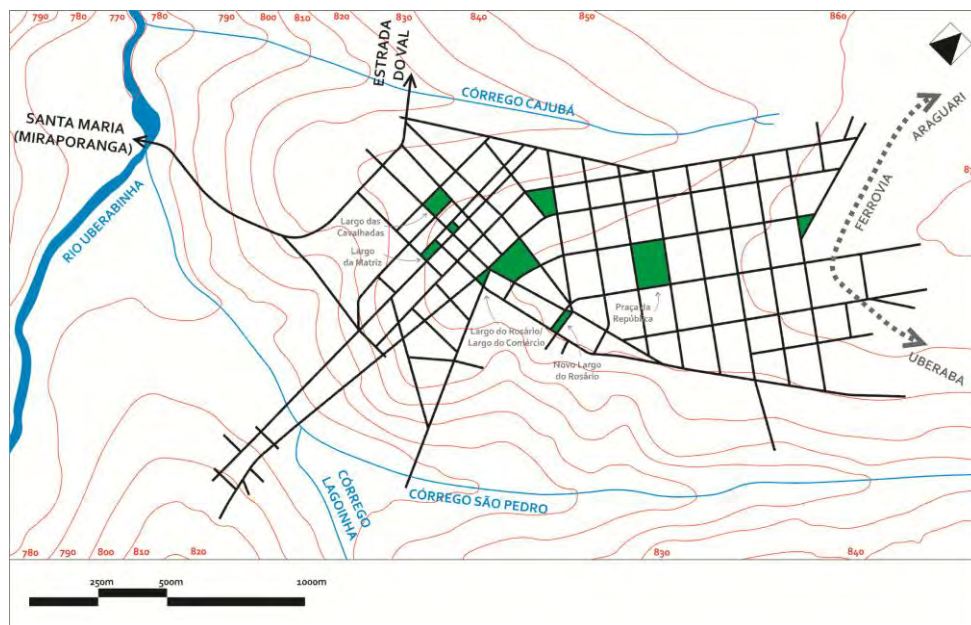 790
780
770
800
810
820
830
840
850
860
ESTRADA
DO VAL
CÓRREGO CAJUBÁ
ARAGUARI
SANTA MARIA
(MIRAPORANGA)
FERROVIA
RIO UBERABINHA
Largo das
Cavalhadas
Largo
da Matriz
Praça da
República
Largo do Rosário/
Largo do Comércio
Novo Largo
do Rosário
UBERABA
CÓRREGO
LAGOINHA
CÓRREGO SÃO PEDRO
780
790
800
810
820
830
840
250m
500m
1000m